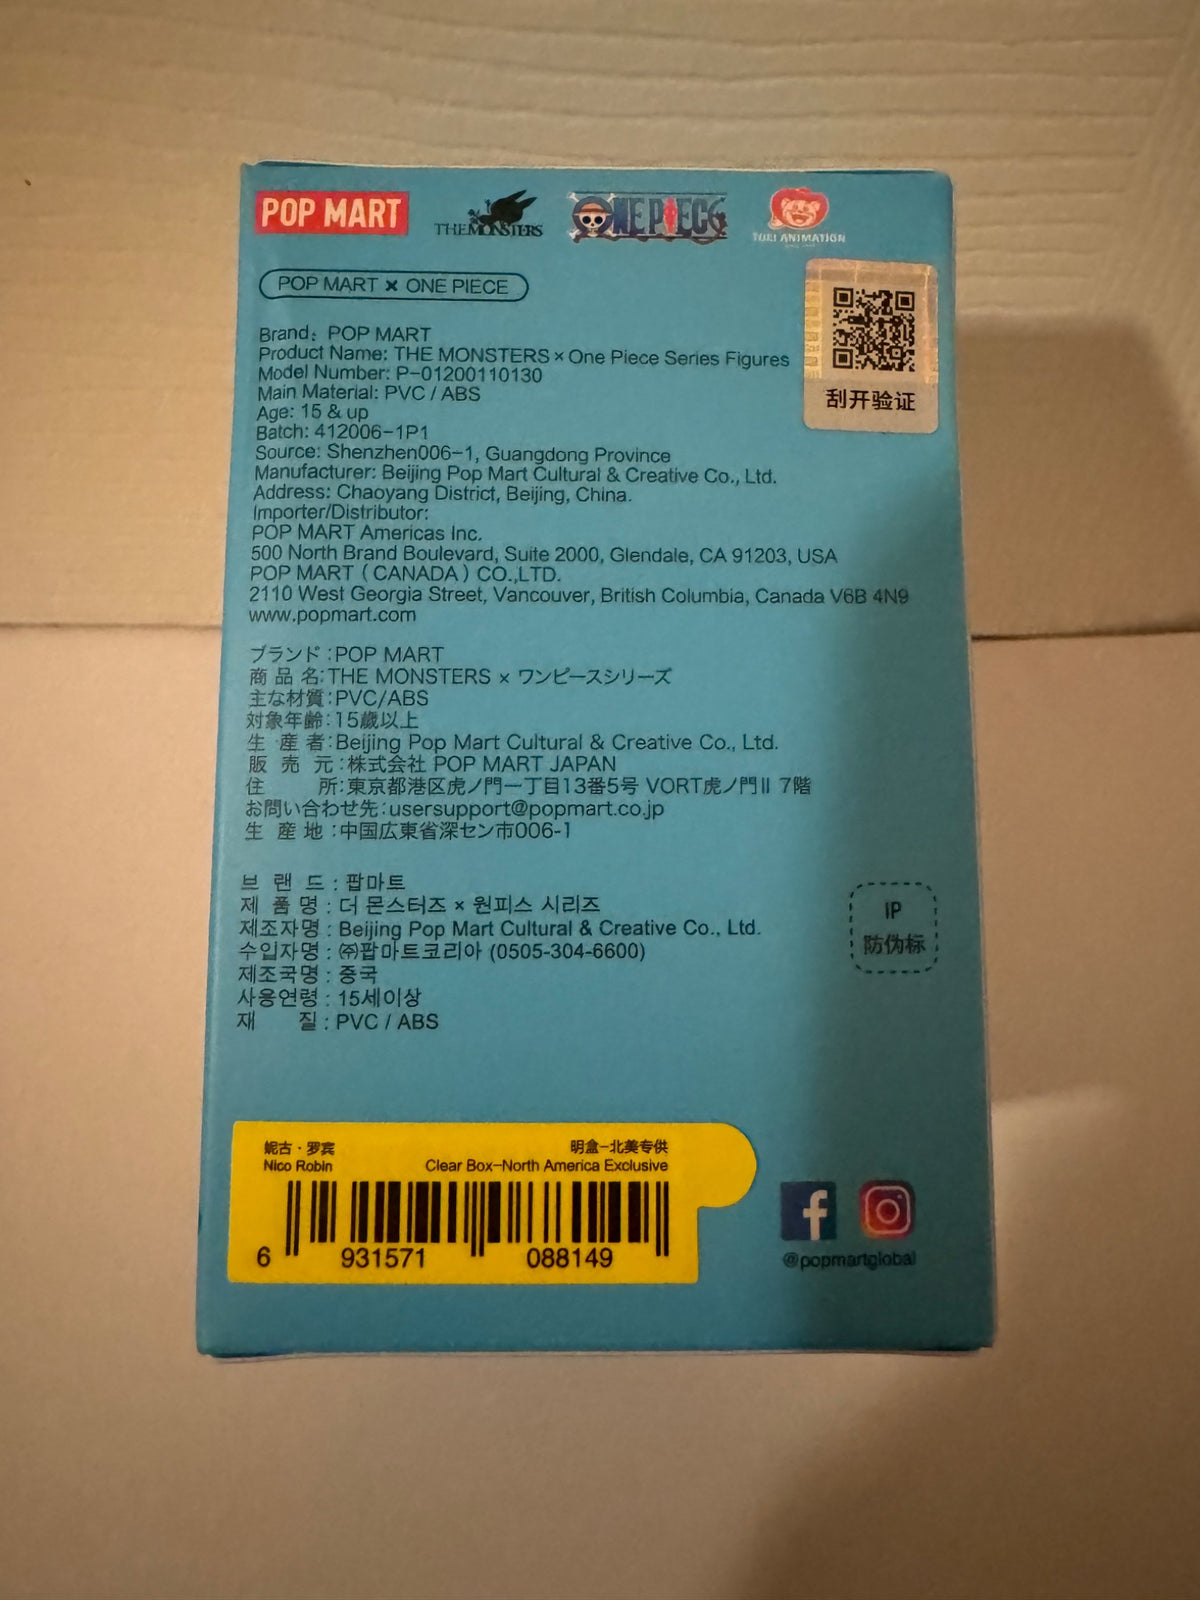 POP MART
THE MONSTERS
ONE PIECE
TOEI ANIMATION
POP MART × ONE PIECE
刮开验证
Brand: POP MART
Product Name: THE MONSTERS × One Piece Series Figures
Model Number: P-01200110130
Main Material: PVC / ABS
Age: 15 & up
Batch: 412006-1P1
Source: Shenzhen006-1, Guangdong Province
Manufacturer: Beijing Pop Mart Cultural & Creative Co., Ltd.
Address: Chaoyang District, Beijing, China.
Importer/Distributor:
POP MART Americas Inc.
500 North Brand Boulevard, Suite 2000, Glendale, CA 91203, USA
POP MART (CANADA) CO.,LTD.
2110 West Georgia Street, Vancouver, British Columbia, Canada V6B 4N9
www.popmart.com
ブランド:POP MART
商品名:THE MONSTERS × ワンピースシリーズ
主な材質:PVC/ABS
対象年齢:15歳以上
生産者:Beijing Pop Mart Cultural & Creative Co., Ltd.
販売元:株式会社 POP MART JAPAN
住所:東京都港区虎ノ門一丁目13番5号 VORT虎ノ門II 7階
お問い合わせ先:usersupport@popmart.co.jp
生産地:中国広東省深セン市006-1
브랜드 : 팝마트
제품명 : 더 몬스터즈 × 원피스 시리즈
제조자명 : Beijing Pop Mart Cultural & Creative Co., Ltd.
수입자명 : ㈜팝마트코리아 (0505-304-6600)
제조국명 : 중국
사용연령 : 15세이상
재질 : PVC / ABS
IP
防伪标
妮古·罗宾 明盒-北美专供
Nico Robin Clear Box-North America Exclusive
6 931571 088149
@popmartglobal